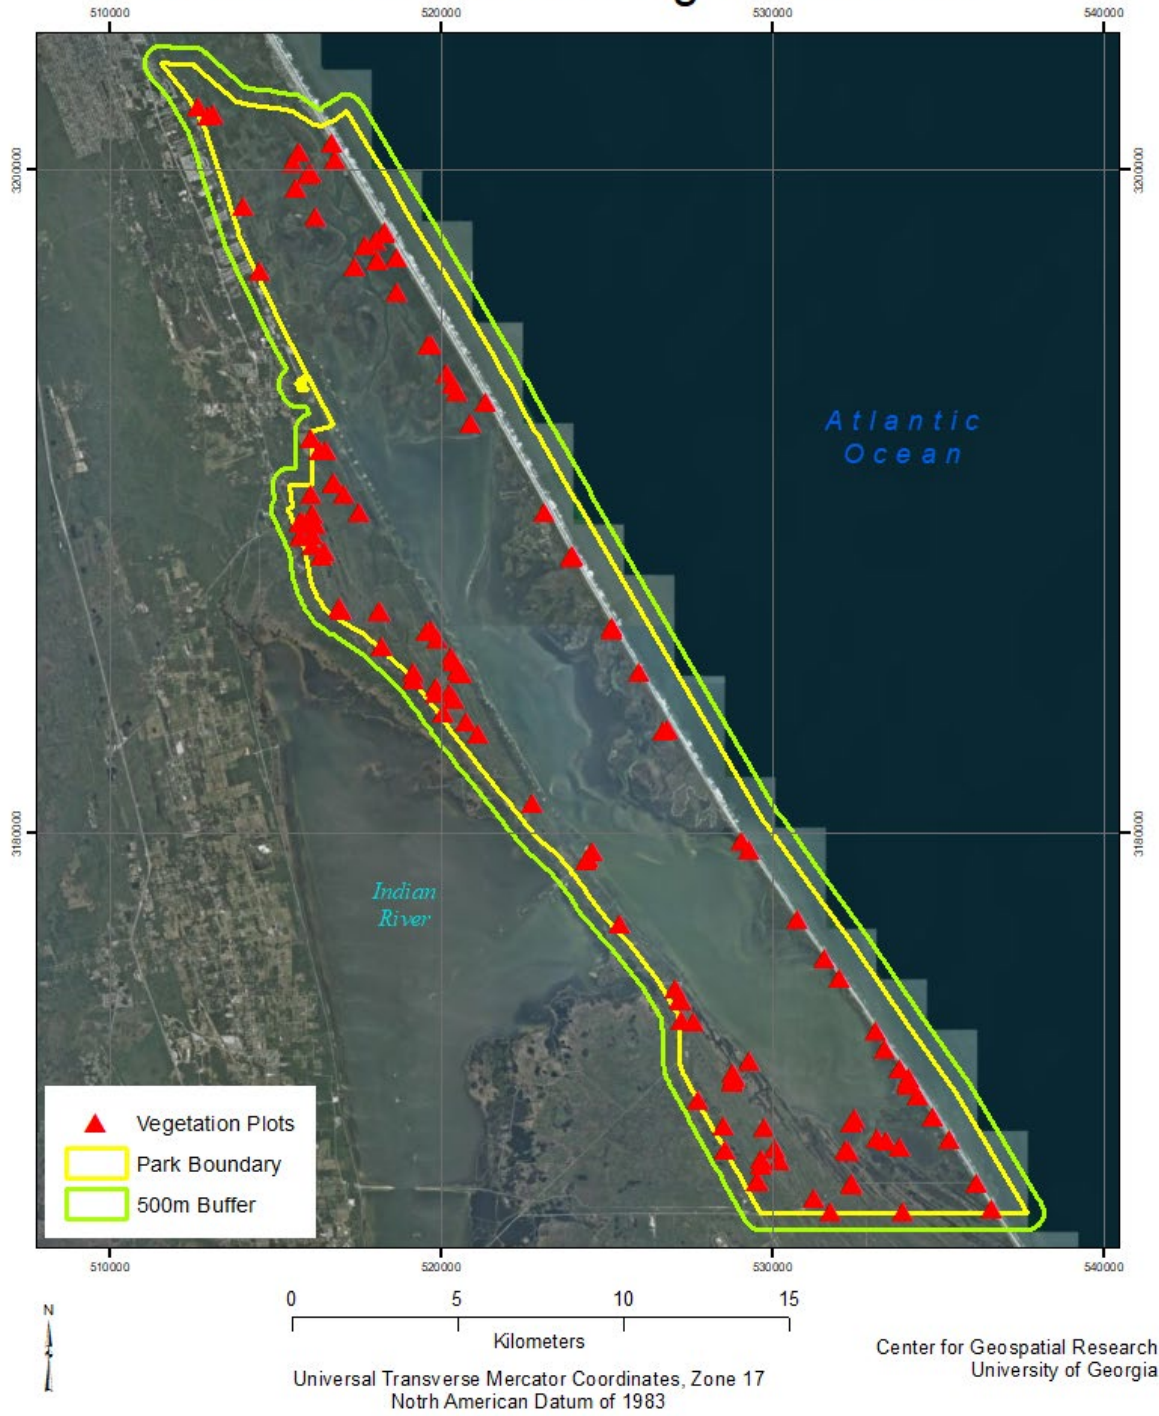 510000 520000 530000 540000
3200000 3200000
Atlantic
Ocean
3180000 3180000
Indian
River
Vegetation Plots
Park Boundary
500m Buffer
510000 520000 530000 540000
N
0 5 10 15
Kilometers
Center for Geospatial Research
University of Georgia
Universal Transverse Mercator Coordinates, Zone 17
Notrh American Datum of 1983